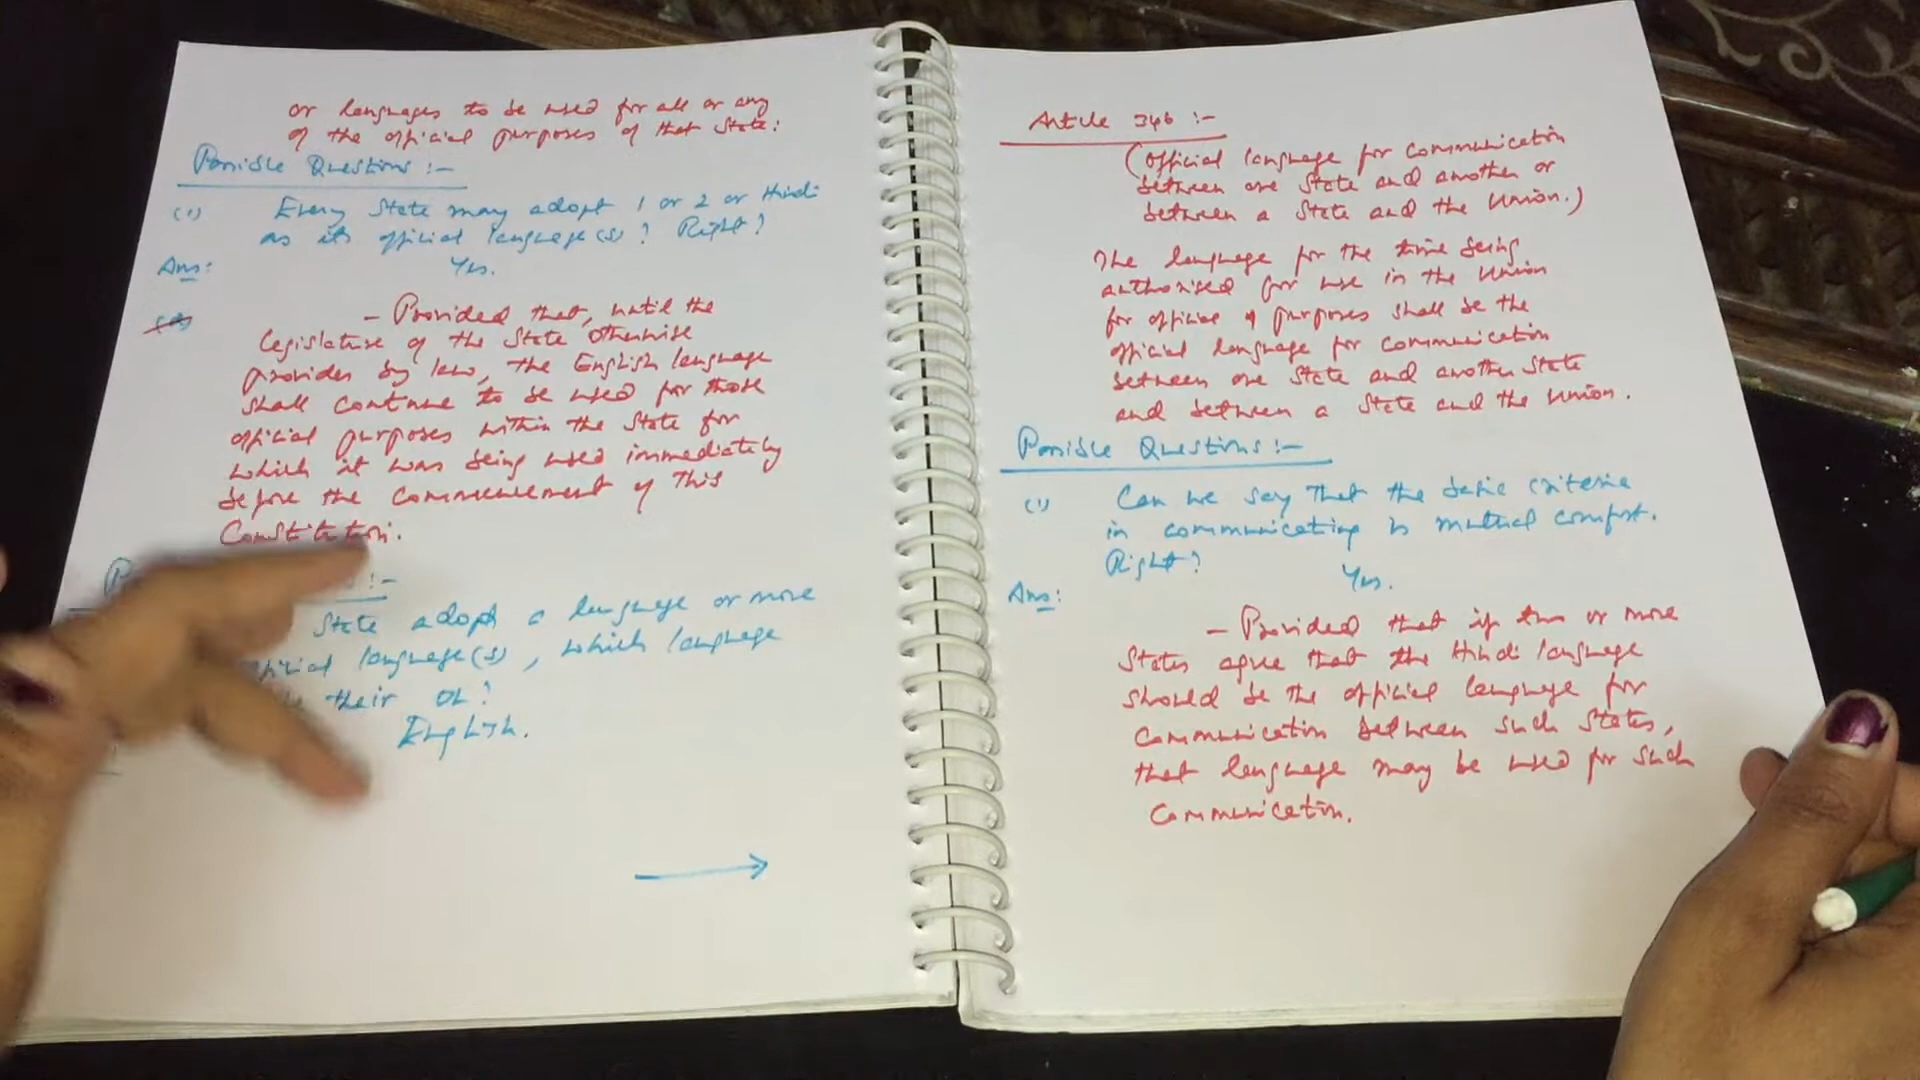 or languages to be used for all or any
of the official purposes of that State:
Possible Questions :-
(1) Every State may adopt 1 or 2 or Hindi
as its official language(s)? Right?
Ans: Yes.
- Provided that, until the
Legislature of the State otherwise
provides by law, the English language
shall continue to be used for those
official purposes within the State for
which it was being used immediately
before the commencement of this
Constitution.
State adopt a language or more
language(s), which language
their OL?
English.
Article 346 :-
(Official language for communication
between one State and another or
between a State and the Union.)
The language for the time being
authorised for use in the Union
for official purposes shall be the
official language for communication
between one State and another State
and between a State and the Union.
Possible Questions :-
(1) Can we say that the basic criteria
in communicating is mutual comfort.
Right?
Ans: Yes.
- Provided that if two or more
States agree that the Hindi language
should be the official language for
communication between such States,
that language may be used for such
communication.